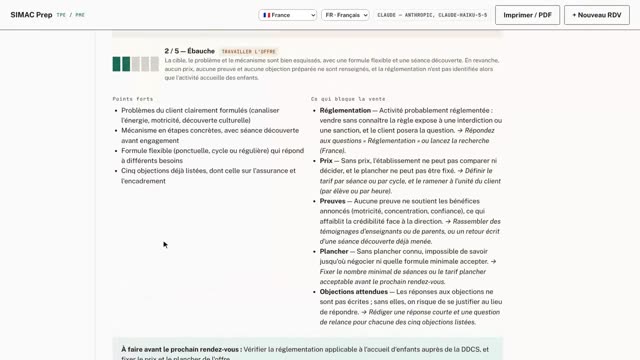 SIMAC Prep TPE / PME
France
FR · Français
CLAUDE — ANTHROPIC, CLAUDE-HAIKU-5-5
Imprimer / PDF
+ Nouveau RDV
2 / 5 — Ébauche TRAVAILLER L'OFFRE
La cible, le problème et le mécanisme sont bien esquissés, avec une formule flexible et une séance découverte. En revanche,
aucun prix, aucune preuve et aucune objection préparée ne sont renseignés, et la réglementation n'est pas identifiée alors
que l'activité accueille des enfants.
Points forts
• Problèmes du client clairement formulés (canaliser
l'énergie, motricité, découverte culturelle)
• Mécanisme en étapes concrètes, avec séance découverte
avant engagement
• Formule flexible (ponctuelle, cycle ou régulière) qui répond
à différents besoins
• Cinq objections déjà listées, dont celle sur l'assurance et
l'encadrement
Ce qui bloque la vente
• Réglementation — Activité probablement réglementée :
vendre sans connaître la règle expose à une interdiction ou
une sanction, et le client posera la question. → Répondez
aux questions « Réglementation » ou lancez la recherche
(France).
• Prix — Sans prix, l'établissement ne peut pas comparer ni
décider, et le plancher ne peut pas être fixé. → Définir le
tarif par séance ou par cycle, et le ramener à l'unité du client
(par élève ou par heure).
• Preuves — Aucune preuve ne soutient les bénéfices
annoncés (motricité, concentration, confiance), ce qui
affaiblit la crédibilité face à la direction. → Rassembler des
témoignages d'enseignants ou de parents, ou un retour écrit
d'une séance découverte déjà menée.
• Plancher — Sans plancher connu, impossible de savoir
jusqu'où négocier ni quelle formule minimale accepter. →
Fixer le nombre minimal de séances ou le tarif plancher
acceptable avant le prochain rendez-vous.
• Objections attendues — Les réponses aux objections ne
sont pas écrites ; sans elles, on risque de se justifier au lieu
de répondre. → Rédiger une réponse courte et une question
de relance pour chacune des cinq objections listées.
À faire avant le prochain rendez-vous : Vérifier la réglementation applicable à l'accueil d'enfants auprès de la DDCS, et
fixer le prix et le plancher de l'offre.